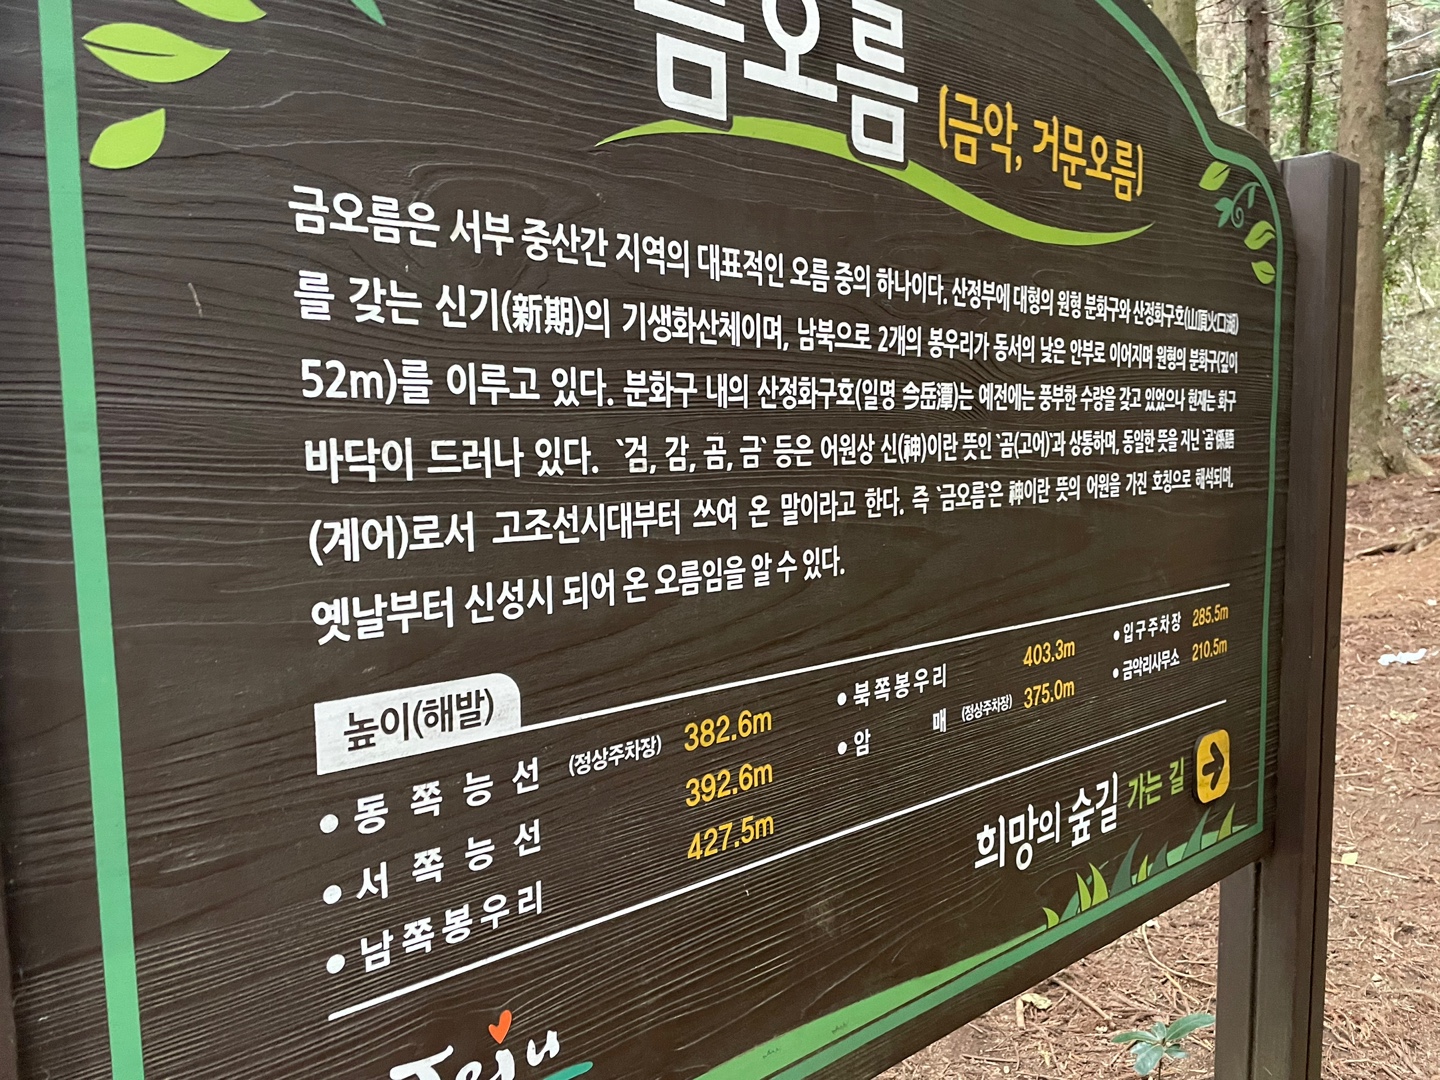 금오름
(금악, 거문오름)
금오름은 서부 중산간 지역의 대표적인 오름 중의 하나이다. 산정부에 대형의 원형 분화구와 산정화구호(山頂火口湖)
를 갖는 신기(新期)의 기생화산체이며, 남북으로 2개의 봉우리가 동서의 낮은 안부로 이어지며 원형의 분화구(깊이
52m)를 이루고 있다. 분화구 내의 산정화구호(일명 今岳潭)는 예전에는 풍부한 수량을 갖고 있었으나 현재는 화구
바닥이 드러나 있다. `검, 감, 곰, 금` 등은 어원상 신(神)이란 뜻인 `곰(고어)`과 상통하며, 동일한 뜻을 지닌 `곰`係語
(계어)로서 고조선시대부터 쓰여 온 말이라고 한다. 즉 `금오름`은 神이란 뜻의 어원을 가진 호칭으로 해석되며,
옛날부터 신성시 되어 온 오름임을 알 수 있다.
높이(해발)
• 동쪽능선 (정상주차장) 382.6m • 북쪽봉우리 403.3m • 입구주차장 285.5m
• 서쪽능선 392.6m • 암매 (정상주차장) 375.0m • 금악리사무소 210.5m
• 남쪽봉우리 427.5m
희망의 숲길 가는 길
Jeju